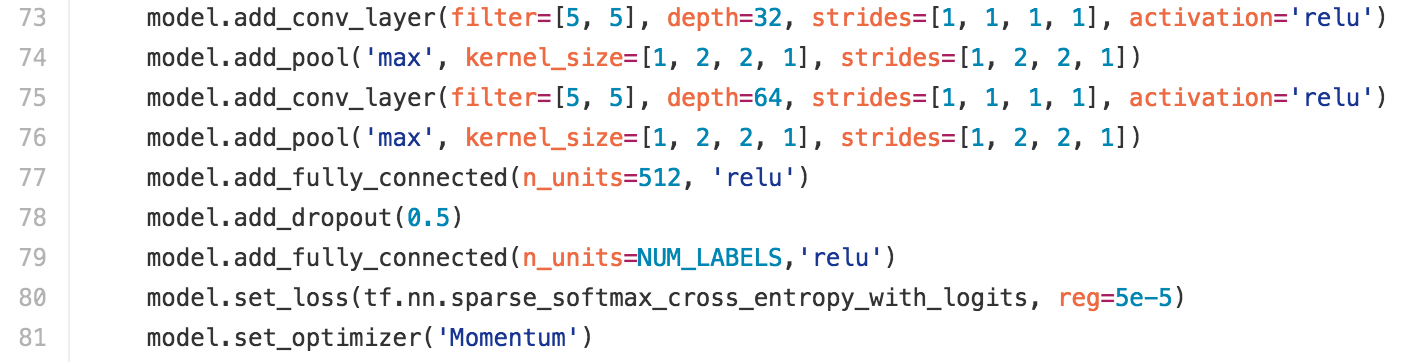 73 model.add_conv_layer(filter=[5, 5], depth=32, strides=[1, 1, 1, 1], activation='relu')
74 model.add_pool('max', kernel_size=[1, 2, 2, 1], strides=[1, 2, 2, 1])
75 model.add_conv_layer(filter=[5, 5], depth=64, strides=[1, 1, 1, 1], activation='relu')
76 model.add_pool('max', kernel_size=[1, 2, 2, 1], strides=[1, 2, 2, 1])
77 model.add_fully_connected(n_units=512, 'relu')
78 model.add_dropout(0.5)
79 model.add_fully_connected(n_units=NUM_LABELS,'relu')
80 model.set_loss(tf.nn.sparse_softmax_cross_entropy_with_logits, reg=5e-5)
81 model.set_optimizer('Momentum')